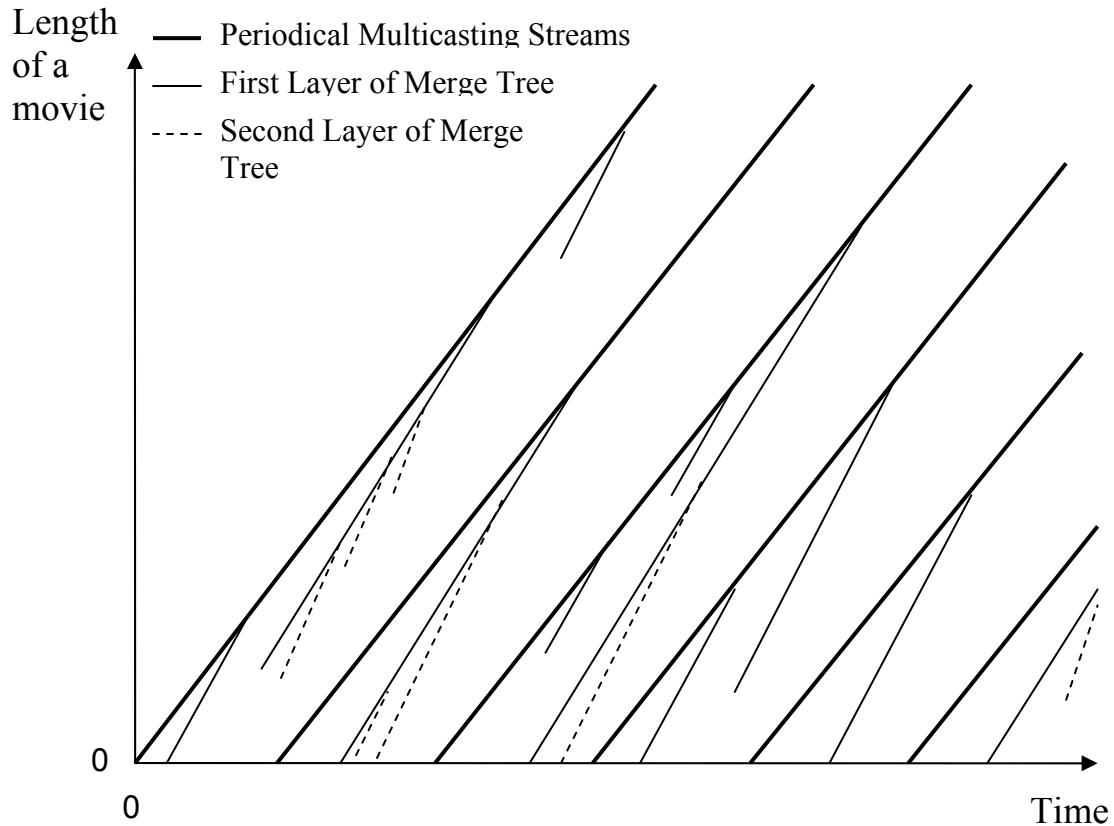 Length
of a
movie
Periodical Multicasting Streams
First Layer of Merge Tree
Second Layer of Merge
Tree
0
0
Time